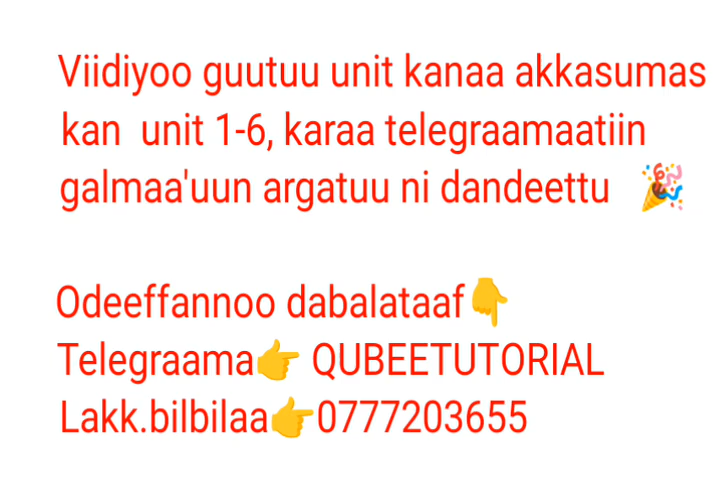 Viidiyoo guutuu unit kanaa akkasumas
kan unit 1-6, karaa telegraamaatiin
galmaa'uun argatuu ni dandeettu 🎉
Odeeffannoo dabalataaf👇
Telegraama👉 QUBEETUTORIAL
Lakk.bilbilaa👉0777203655